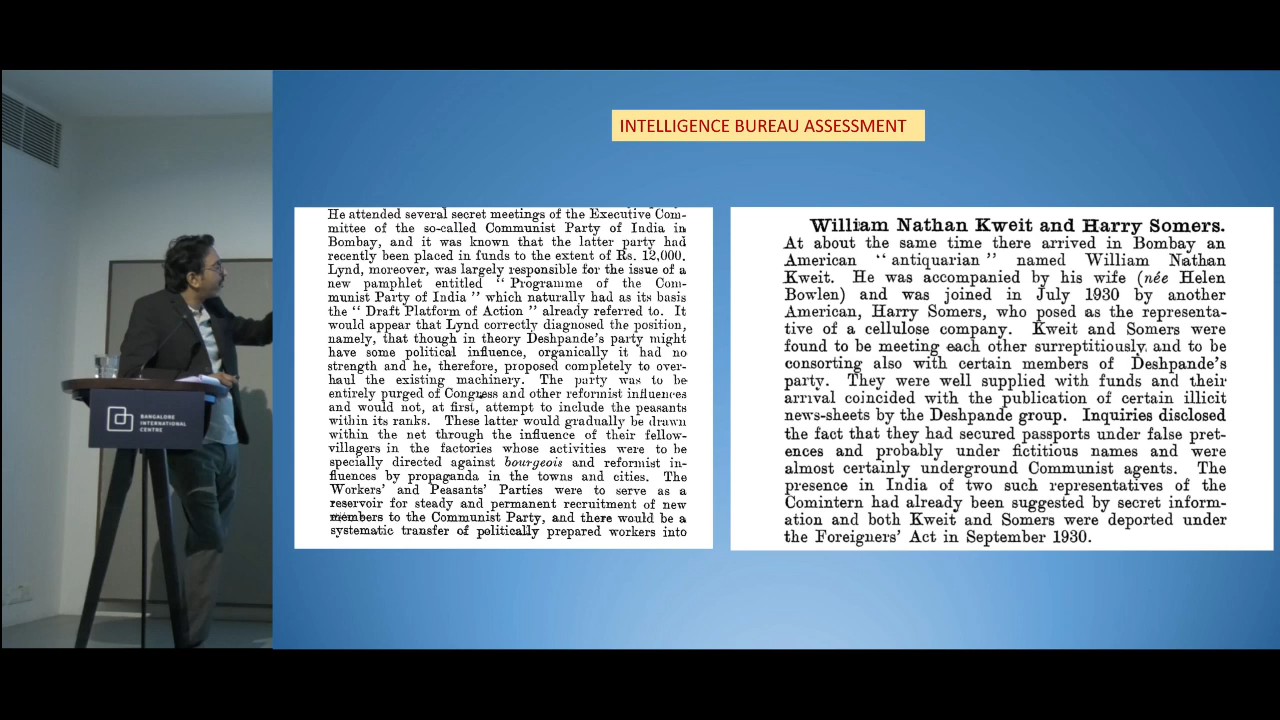 INTELLIGENCE BUREAU ASSESSMENT
He attended several secret meetings of the Executive Com-
mittee of the so-called Communist Party of India in
Bombay, and it was known that the latter party had
recently been placed in funds to the extent of Rs. 12,000.
Lynd, moreover, was largely responsible for the issue of a
new pamphlet entitled “ Programme of the Com-
munist Party of India ” which naturally had as its basis
the “ Draft Platform of Action ” already referred to. It
would appear that Lynd correctly diagnosed the position,
namely, that though in theory Deshpande’s party might
have some political influence, organically it had no
strength and he, therefore, proposed completely to over-
haul the existing machinery. The party was to be
entirely purged of Congress and other reformist influences
and would not, at first, attempt to include the peasants
within its ranks. These latter would gradually be drawn
within the net through the influence of their fellow-
villagers in the factories whose activities were to be
specially directed against bourgeois and reformist in-
fluences by propaganda in the towns and cities. The
Workers’ and Peasants’ Parties were to serve as a
reservoir for steady and permanent recruitment of new
members to the Communist Party, and there would be a
systematic transfer of politically prepared workers into
William Nathan Kweit and Harry Somers.
At about the same time there arrived in Bombay an
American “ antiquarian ” named William Nathan
Kweit. He was accompanied by his wife (née Helen
Bowlen) and was joined in July 1930 by another
American, Harry Somers, who posed as the representa-
tive of a cellulose company. Kweit and Somers were
found to be meeting each other surreptitiously and to be
consorting also with certain members of Deshpande’s
party. They were well supplied with funds and their
arrival coincided with the publication of certain illicit
news-sheets by the Deshpande group. Inquiries disclosed
the fact that they had secured passports under false pret-
ences and probably under fictitious names and were
almost certainly underground Communist agents. The
presence in India of two such representatives of the
Comintern had already been suggested by secret inform-
ation and both Kweit and Somers were deported under
the Foreigners’ Act in September 1930.
BANGALORE
INTERNATIONAL
CENTRE